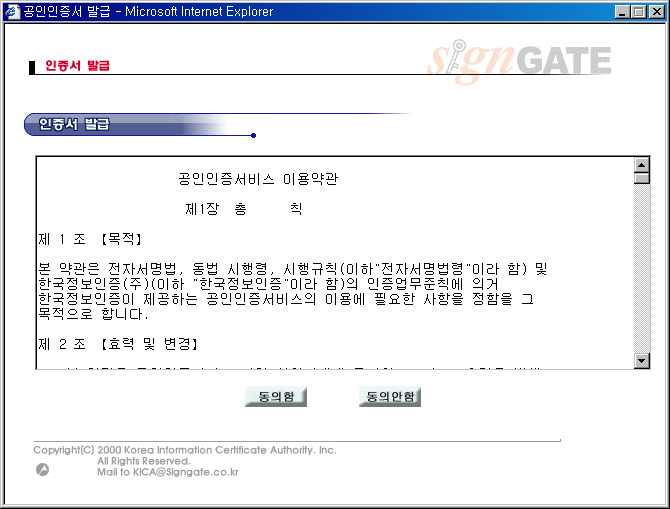 공인인증서 발급 - Microsoft Internet Explorer
signGATE
인증서 발급
인증서 발급
공인인증서비스 이용약관
제1장 총 칙
제 1 조 【목적】
본 약관은 전자서명법, 동법 시행령, 시행규칙(이하"전자서명법령"이라 함) 및
한국정보인증(주)(이하 "한국정보인증"이라 함)의 인증업무준칙에 의거
한국정보인증이 제공하는 공인인증서비스의 이용에 필요한 사항을 정함을 그
목적으로 합니다.
제 2 조 【효력 및 변경】
동의함 동의안함
Copyright(C) 2000 Korea Information Certificate Authority. Inc.
All Rights Reserved.
Mail to KICA@Signgate.co.kr